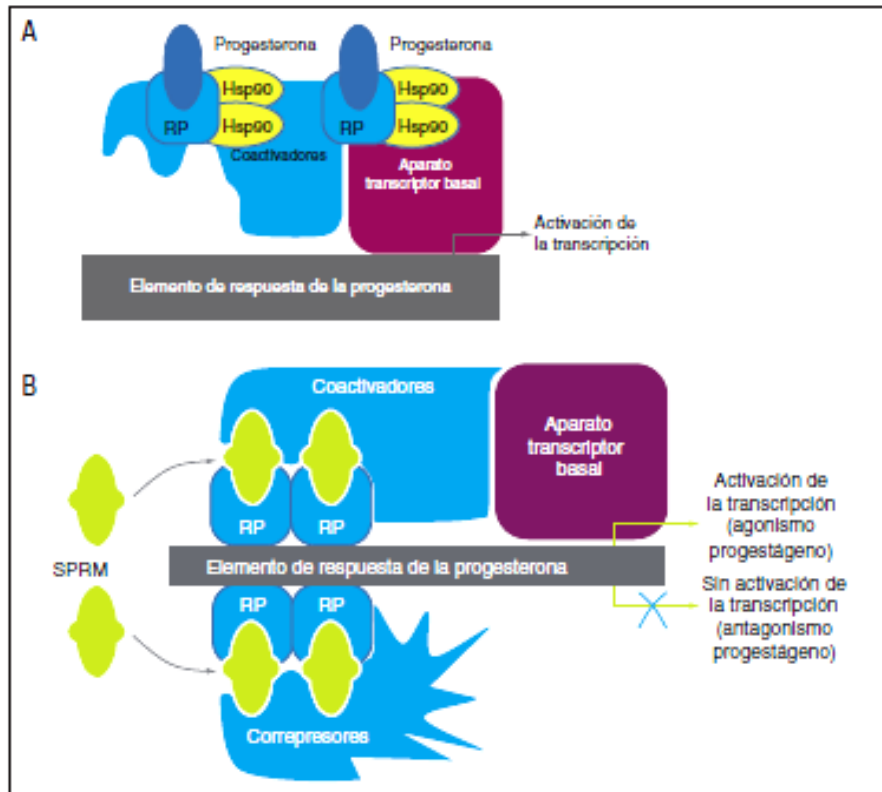 A
Progesterona
Progesterona
Hsp90
Hsp90
RP
Hsp90
RP
Hsp90
Coactivadores
Aparato
transcriptor basal
Activación de
la transcripción
Elemento de respuesta de la progesterona
B
Coactivadores
Aparato
transcriptor
basal
Activación de
la transcripción
(agonismo
progestágeno)
RP
RP
SPRM
Elemento de respuesta de la progesterona
Sin activación de
la transcripción
(antagonismo
progestágeno)
RP
RP
Correpresores